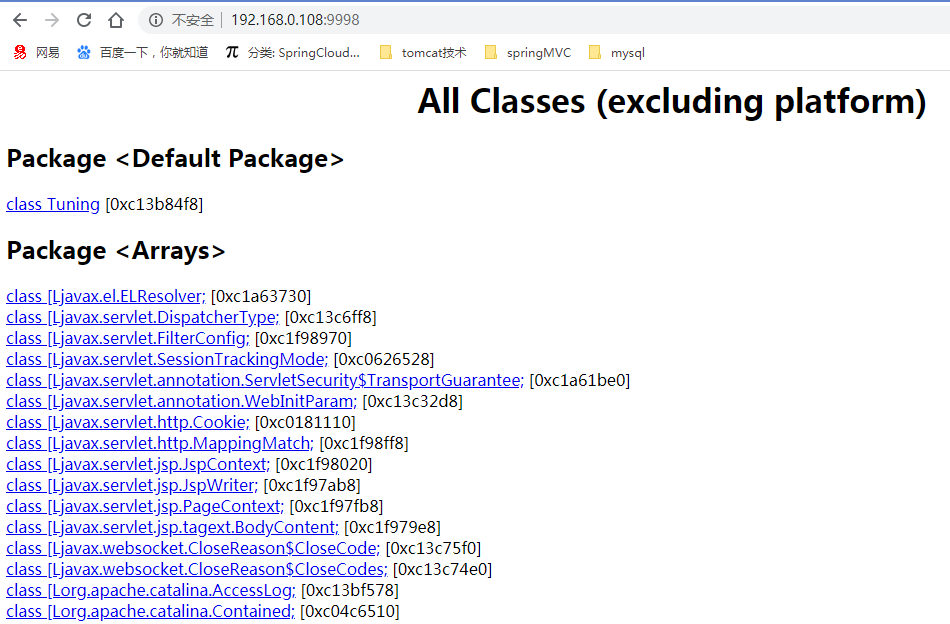 不安全 | 192.168.0.108:9998
网易 百度一下，你就知道 分类: SpringCloud... tomcat技术 springMVC mysql
All Classes (excluding platform)
Package <Default Package>
class Tuning [0xc13b84f8]
Package <Arrays>
class [Ljavax.el.ELResolver; [0xc1a63730]
class [Ljavax.servlet.DispatcherType; [0xc13c6ff8]
class [Ljavax.servlet.FilterConfig; [0xc1f98970]
class [Ljavax.servlet.SessionTrackingMode; [0xc0626528]
class [Ljavax.servlet.annotation.ServletSecurity$TransportGuarantee; [0xc1a61be0]
class [Ljavax.servlet.annotation.WebInitParam; [0xc13c32d8]
class [Ljavax.servlet.http.Cookie; [0xc0181110]
class [Ljavax.servlet.http.MappingMatch; [0xc1f98ff8]
class [Ljavax.servlet.jsp.JspContext; [0xc1f98020]
class [Ljavax.servlet.jsp.JspWriter; [0xc1f97ab8]
class [Ljavax.servlet.jsp.PageContext; [0xc1f97fb8]
class [Ljavax.servlet.jsp.tagext.BodyContent; [0xc1f979e8]
class [Ljavax.websocket.CloseReason$CloseCode; [0xc13c75f0]
class [Ljavax.websocket.CloseReason$CloseCodes; [0xc13c74e0]
class [Lorg.apache.catalina.AccessLog; [0xc13bf578]
class [Lorg.apache.catalina.Contained; [0xc04c6510]